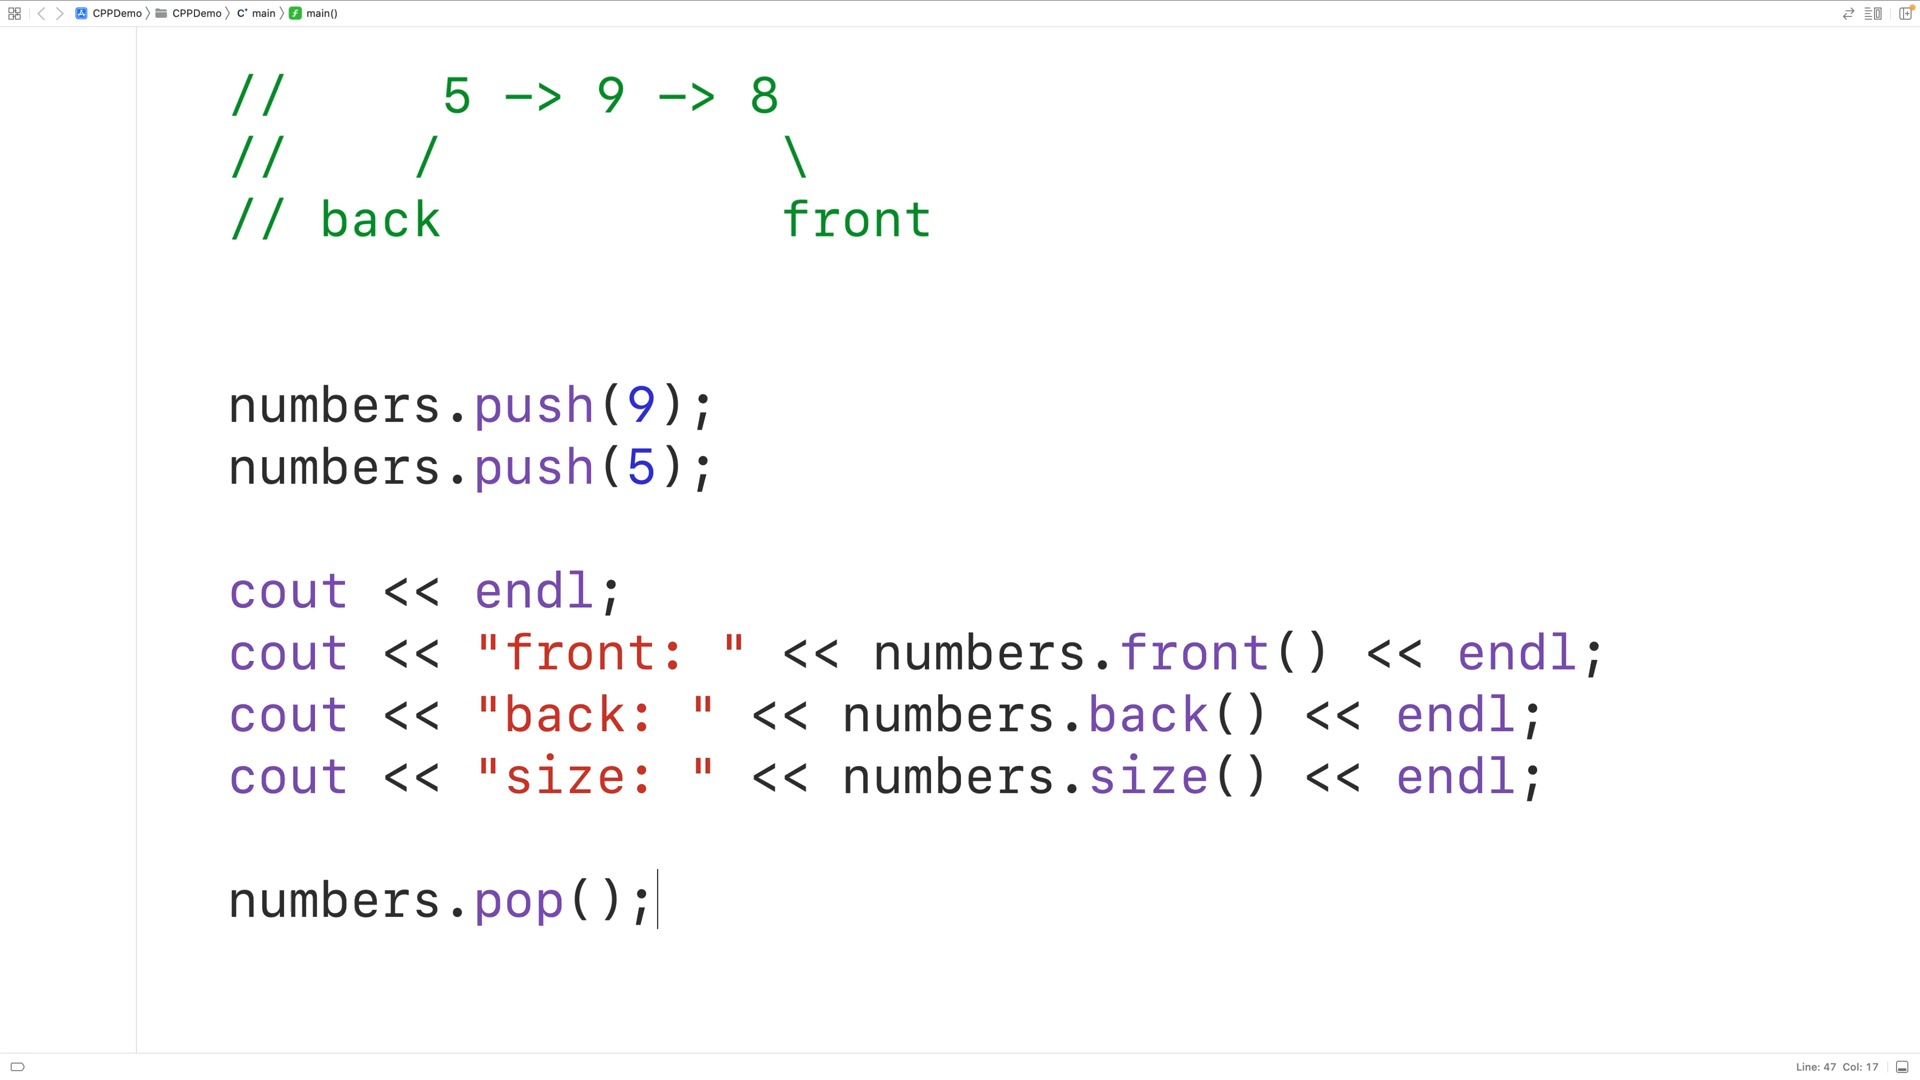 CPPDemo 〉 CPPDemo 〉 C+ main 〉 f main()
//     5 —> 9 —> 8
//    /           \
// back           front
numbers.push(9);
numbers.push(5);
cout << endl;
cout << "front: " << numbers.front() << endl;
cout << "back: " << numbers.back() << endl;
cout << "size: " << numbers.size() << endl;
numbers.pop();
Line: 47 Col: 17